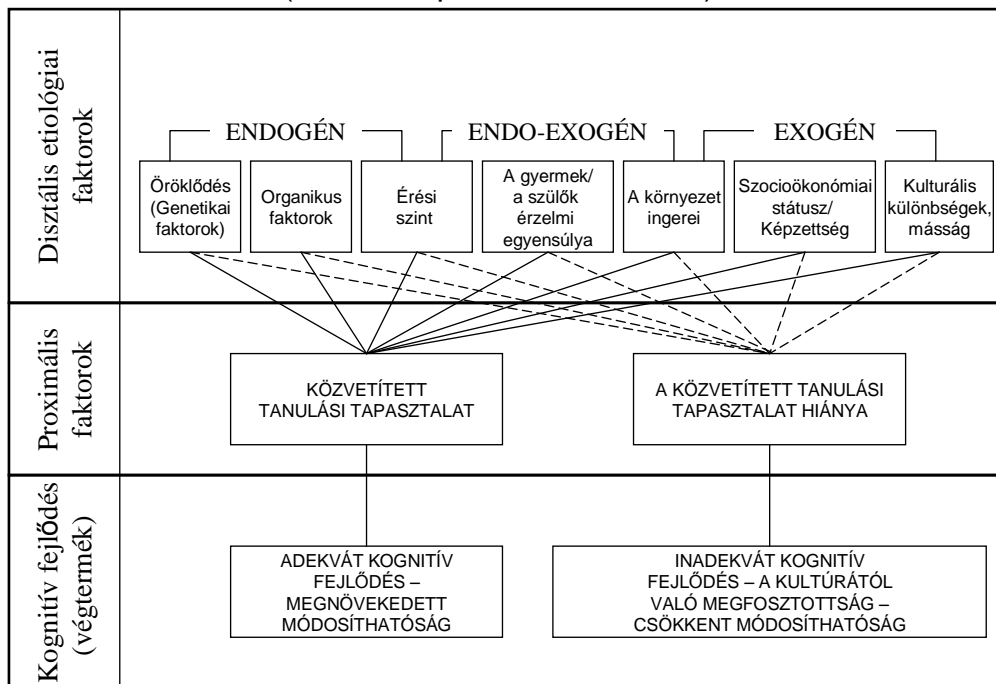 Disztális etiológiai
faktorok
ENDOGÉN
ENDO-EXOGÉN
EXOGÉN
Öröklődés
(Genetikai
faktorok)
Organikus
faktorok
Érési
szint
A gyermek/
a szülők
érzelmi
egyensúlya
A környezet
ingerei
Szocioökonómiai
státusz/
Képzettség
Kulturális
különbségek,
másság
Proximális
faktorok
KÖZVETÍTETT
TANULÁSI TAPASZTALAT
A KÖZVETÍTETT TANULÁSI
TAPASZTALAT HIÁNYA
Kognitív fejlődés
(végtermék)
ADEKVÁT KOGNITÍV
FEJLŐDÉS –
MEGNÖVEKEDETT
MÓDOSÍTHATÓSÁG
INADEKVÁT KOGNITÍV
FEJLŐDÉS – A KULTÚRÁTÓL
VALÓ MEGFOSZTOTTSÁG –
CSÖKKENT MÓDOSÍTHATÓSÁG